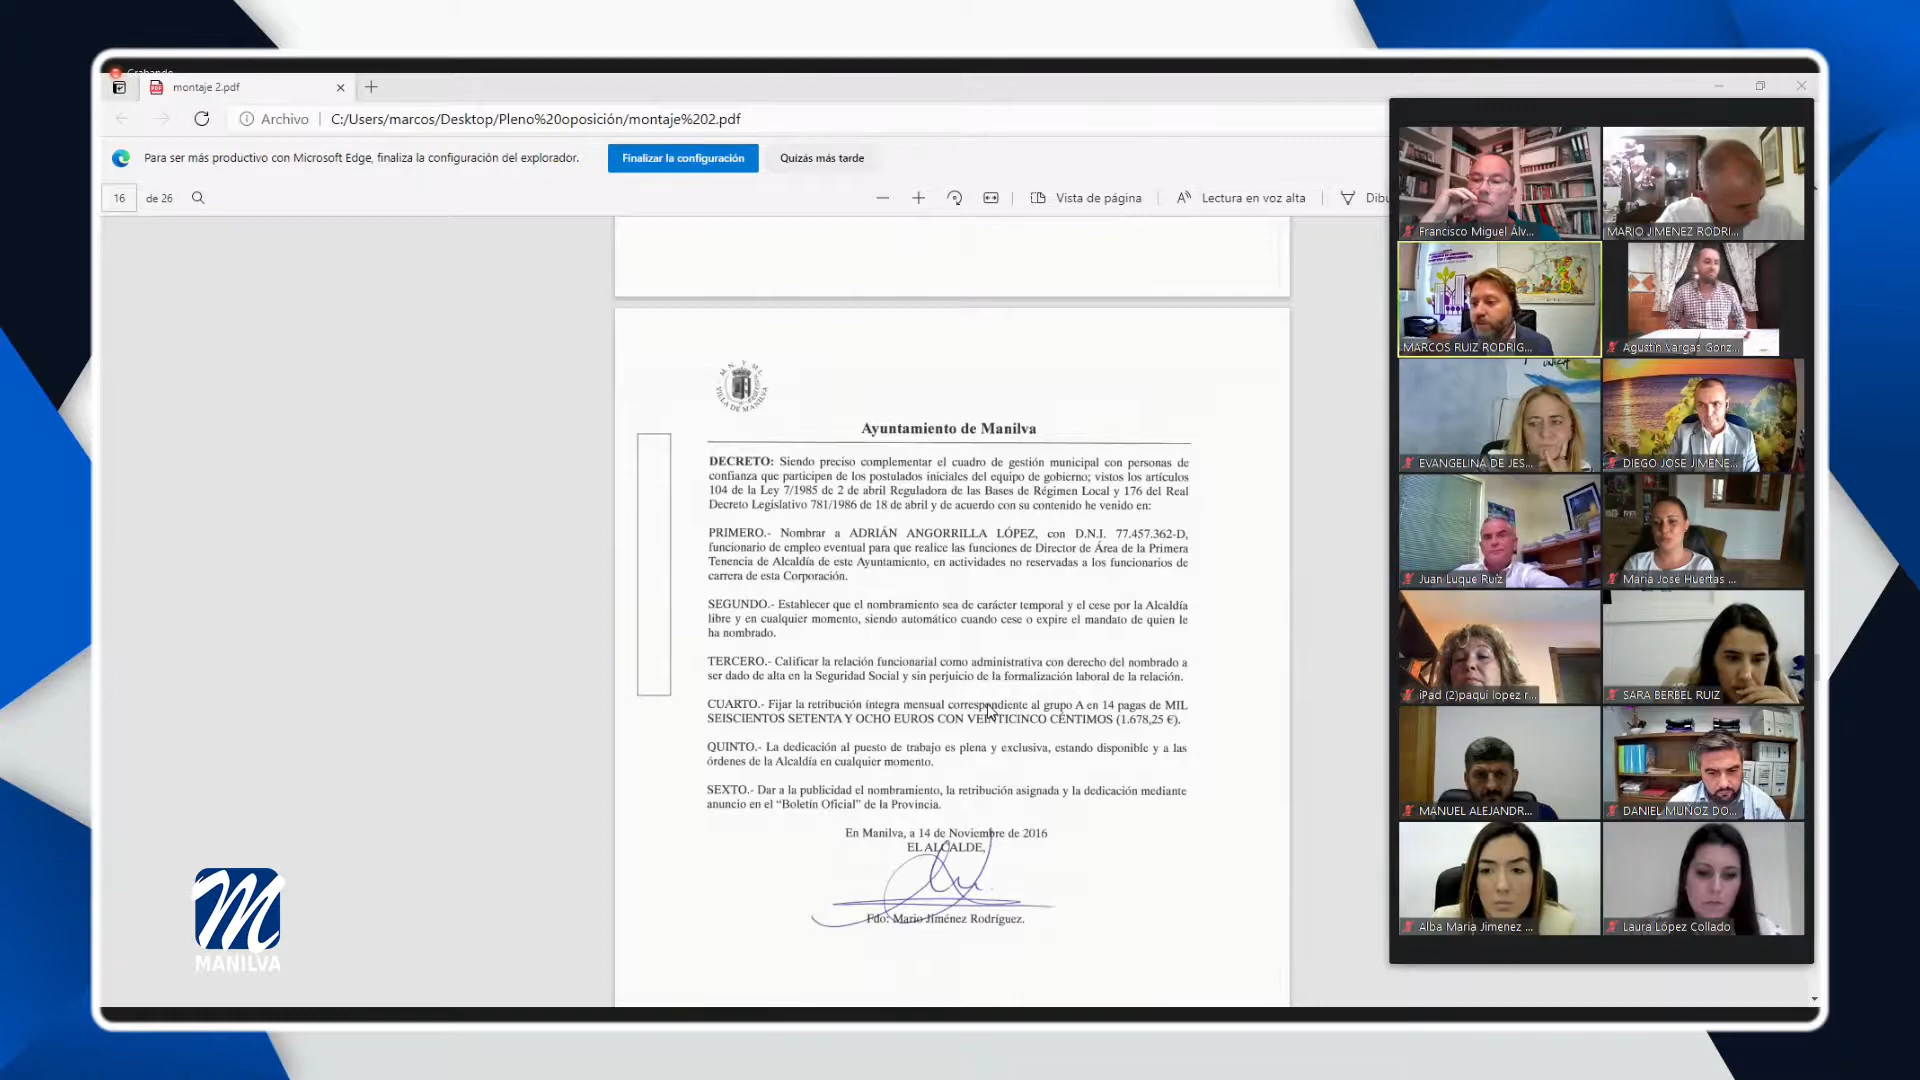 Grabando
montaje 2.pdf
Archivo
C:/Users/marcos/Desktop/Pleno%20oposición/montaje%202.pdf
Para ser más productivo con Microsoft Edge, finaliza la configuración del explorador.
Finalizar la configuración
Quizás más tarde
16 de 26
Vista de página
Lectura en voz alta
Dibu
VILLA DE MANILVA
Ayuntamiento de Manilva
DECRETO: Siendo preciso complementar el cuadro de gestión municipal con personas de
confianza que participen de los postulados iniciales del equipo de gobierno; vistos los artículos
104 de la Ley 7/1985 de 2 de abril Reguladora de las Bases de Régimen Local y 176 del Real
Decreto Legislativo 781/1986 de 18 de abril y de acuerdo con su contenido he venido en:
PRIMERO.- Nombrar a ADRIÁN ANGORRILLA LÓPEZ, con D.N.I. 77.457.362-D,
funcionario de empleo eventual para que realice las funciones de Director de Área de la Primera
Tenencia de Alcaldía de este Ayuntamiento, en actividades no reservadas a los funcionarios de
carrera de esta Corporación.
SEGUNDO.- Establecer que el nombramiento sea de carácter temporal y el cese por la Alcaldía
libre y en cualquier momento, siendo automático cuando cese o expire el mandato de quien le
ha nombrado.
TERCERO.- Calificar la relación funcionarial como administrativa con derecho del nombrado a
ser dado de alta en la Seguridad Social y sin perjuicio de la formalización laboral de la relación.
CUARTO.- Fijar la retribución íntegra mensual correspondiente al grupo A en 14 pagas de MIL
SEISCIENTOS SETENTA Y OCHO EUROS CON VEINTICINCO CÉNTIMOS (1.678,25 €).
QUINTO.- La dedicación al puesto de trabajo es plena y exclusiva, estando disponible y a las
órdenes de la Alcaldía en cualquier momento.
SEXTO.- Dar a la publicidad el nombramiento, la retribución asignada y la dedicación mediante
anuncio en el “Boletín Oficial” de la Provincia.
En Manilva, a 14 de Noviembre de 2016
EL ALCALDE,
Fdo: Mario Jiménez Rodríguez.
Francisco Miguel Álv...
MARIO JIMENEZ RODRI...
MARCOS RUIZ RODRIG...
Agustín Vargas Gonz...
EVANGELINA DE JES...
DIEGO JOSE JIMENE...
Juan Luque Ruiz
Maria José Huertas ...
iPad (2)paqui lopez r...
SARA BERBEL RUIZ
MANUEL ALEJANDR...
DANIEL MUÑOZ DO...
Alba Maria Jimenez ...
Laura López Collado
M
MANILVA